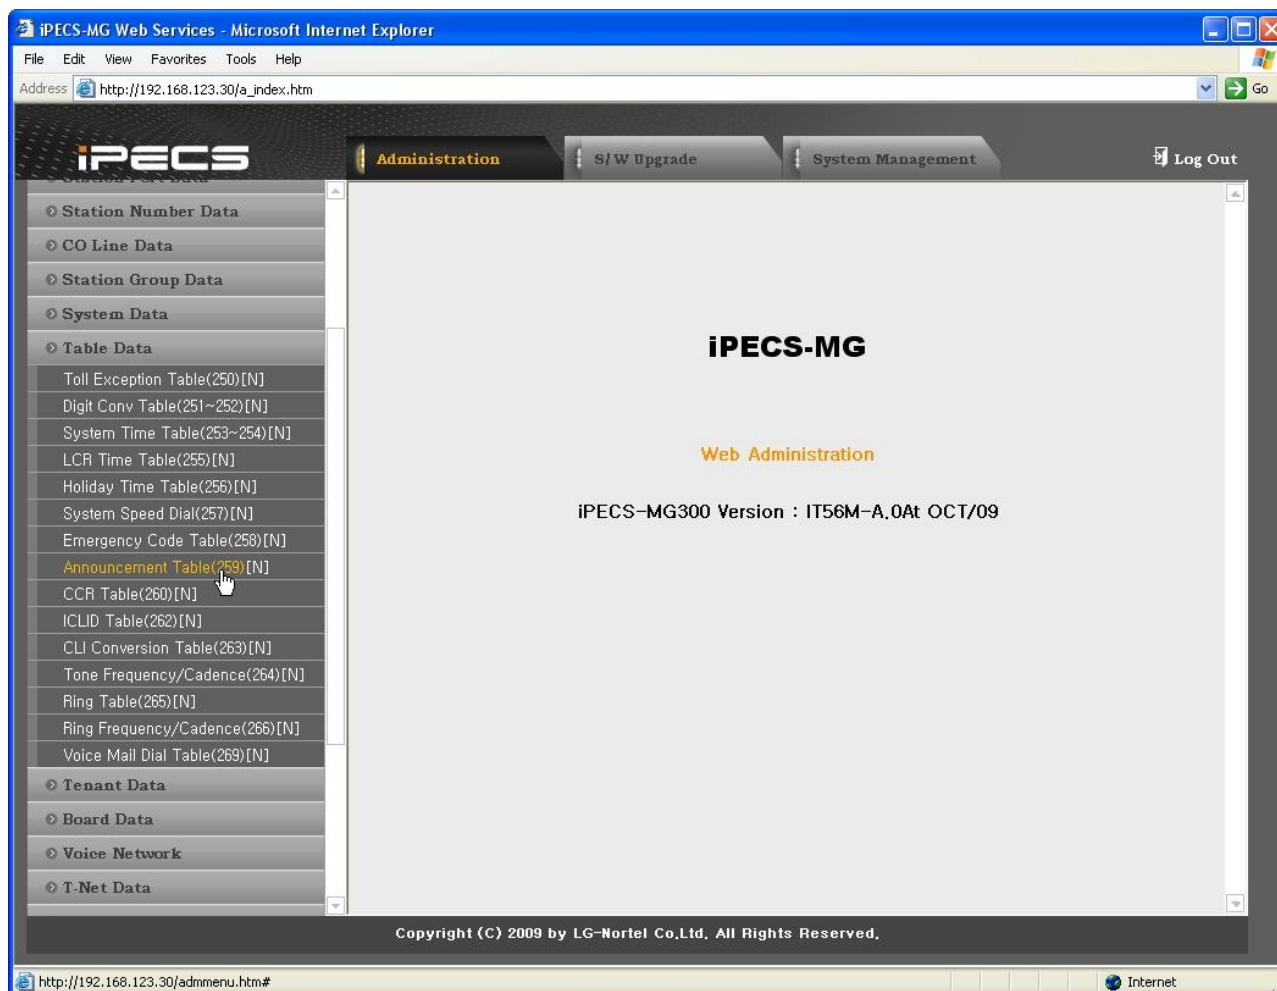 iPECS-MG Web Services - Microsoft Internet Explorer
File Edit View Favorites Tools Help
Address http://192.168.123.30/a_index.htm Go
iPECS
Administration S/W Upgrade System Management Log Out
Station Port Data
Station Number Data
CO Line Data
Station Group Data
System Data
Table Data
Toll Exception Table(250)[N]
Digit Conv Table(251~252)[N]
System Time Table(253~254)[N]
LCR Time Table(255)[N]
Holiday Time Table(256)[N]
System Speed Dial(257)[N]
Emergency Code Table(258)[N]
Announcement Table(259)[N]
CCR Table(260)[N]
ICLID Table(262)[N]
CLI Conversion Table(263)[N]
Tone Frequency/Cadence(264)[N]
Ring Table(265)[N]
Ring Frequency/Cadence(266)[N]
Voice Mail Dial Table(269)[N]
Tenant Data
Board Data
Voice Network
T-Net Data
iPECS-MG
Web Administration
iPECS-MG300 Version : IT56M-A.0At OCT/09
Copyright (C) 2009 by LG-Nortel Co,Ltd, All Rights Reserved,
http://192.168.123.30/admmenu.htm# Internet